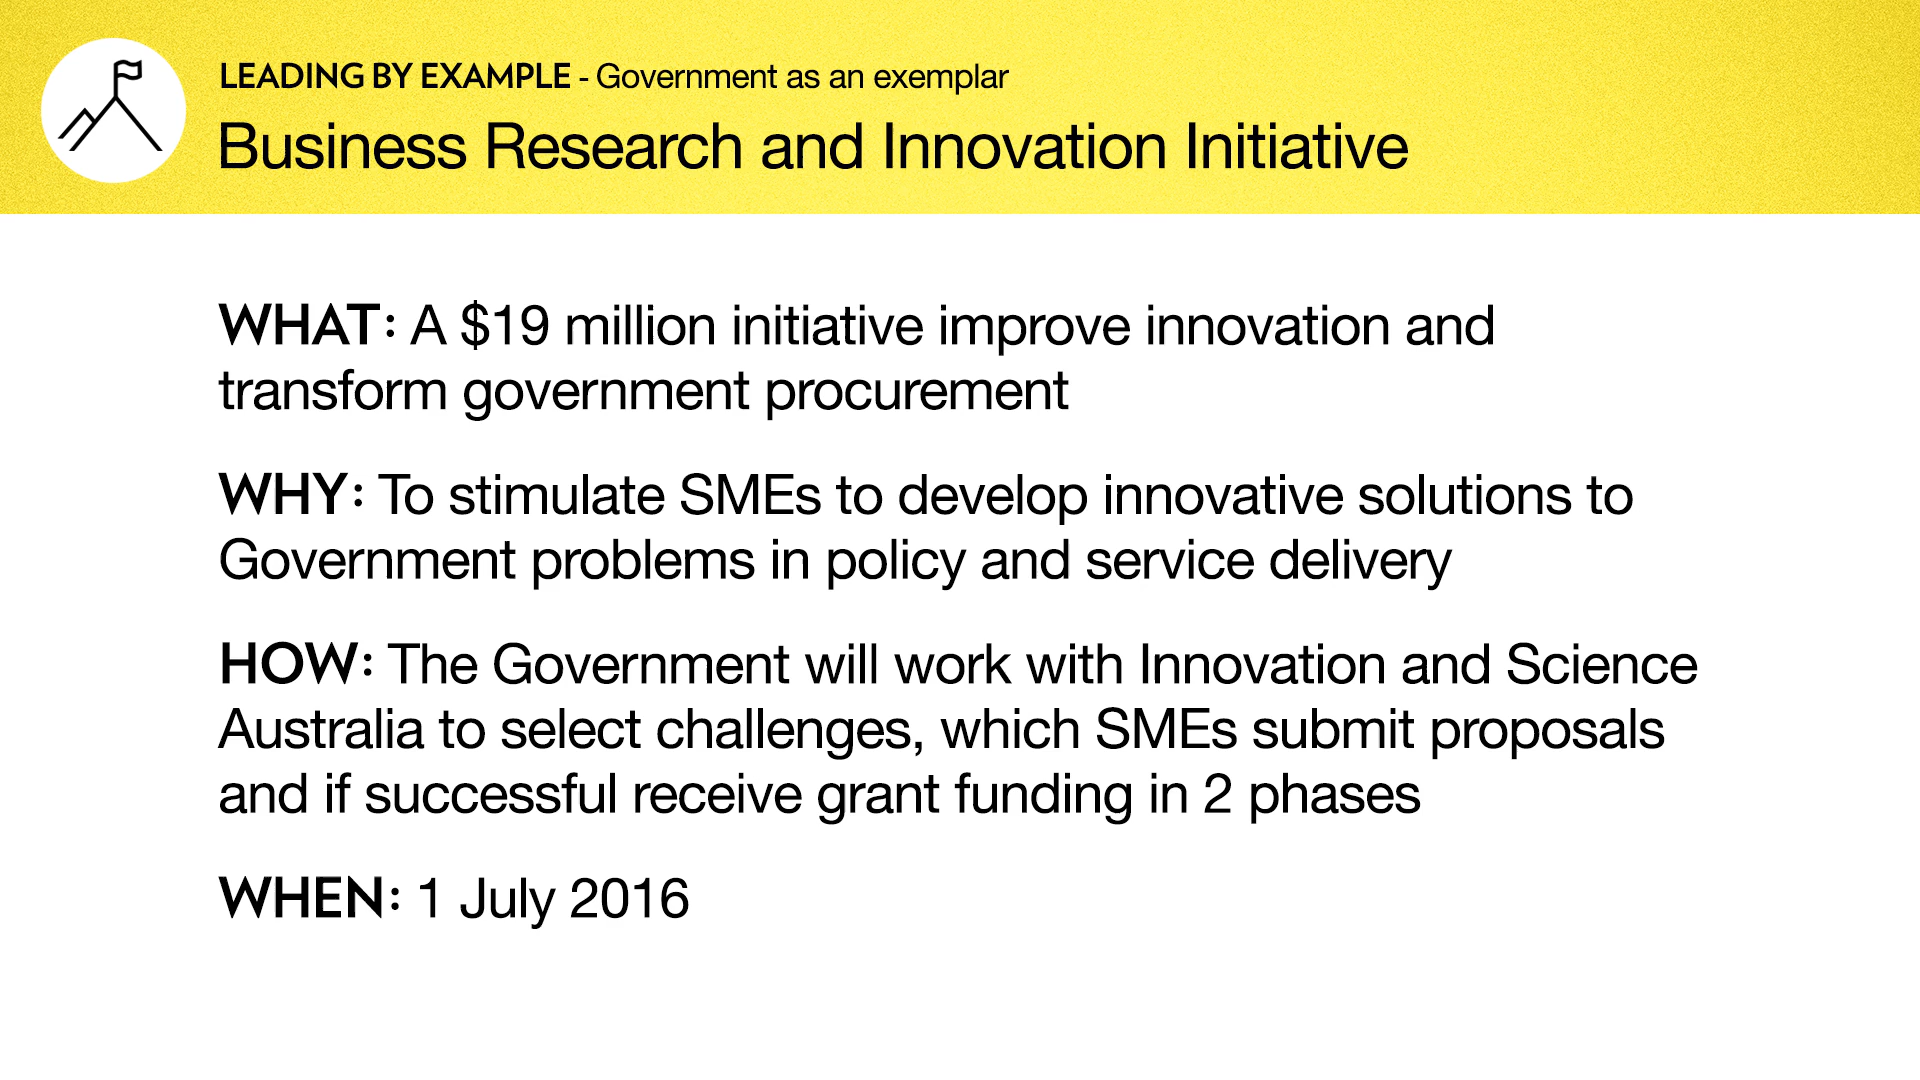 LEADING BY EXAMPLE - Government as an exemplar
Business Research and Innovation Initiative
WHAT: A $19 million initiative improve innovation and
transform government procurement
WHY: To stimulate SMEs to develop innovative solutions to
Government problems in policy and service delivery
HOW: The Government will work with Innovation and Science
Australia to select challenges, which SMEs submit proposals
and if successful receive grant funding in 2 phases
WHEN: 1 July 2016